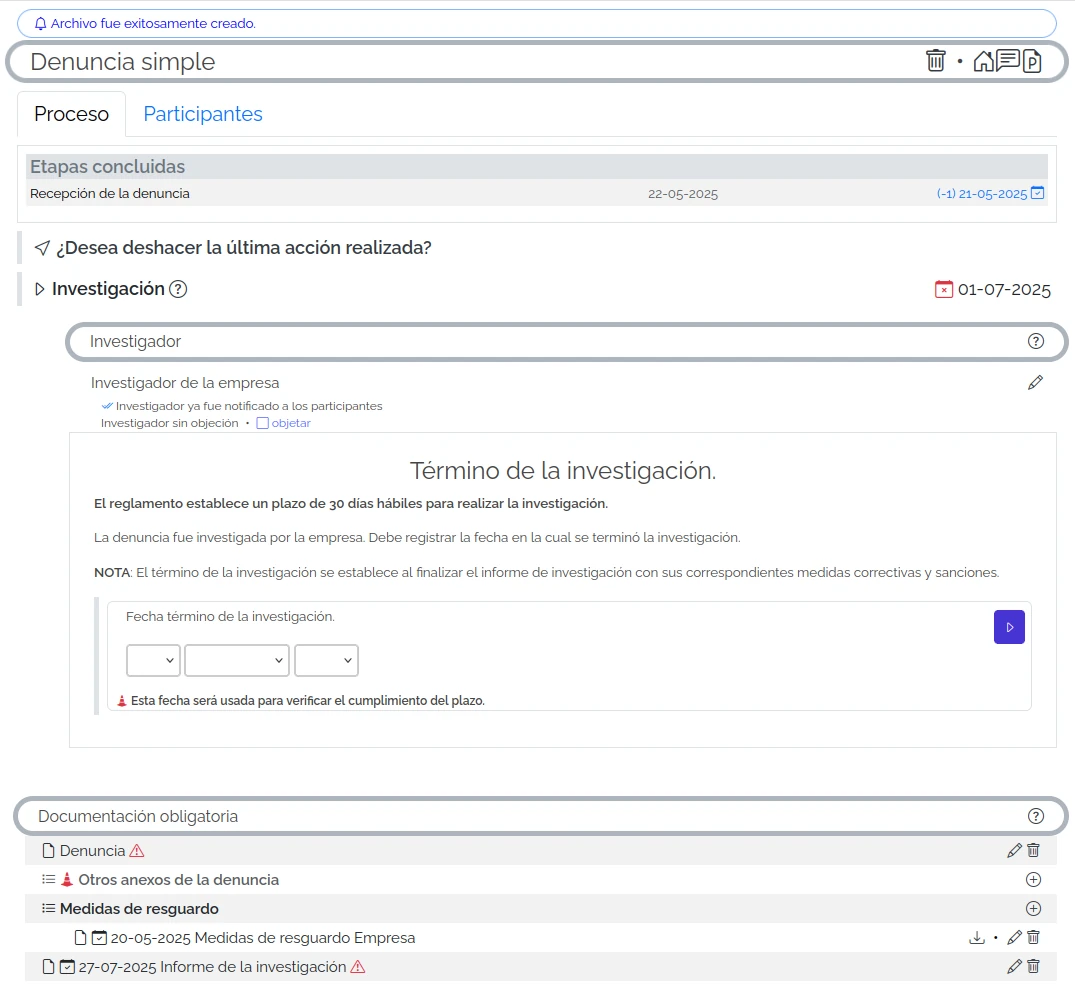 Archivo fue exitosamente creado.
Denuncia simple
Proceso Participantes
Etapas concluidas
Recepción de la denuncia 22-05-2025 (-1) 21-05-2025
¿Desea deshacer la última acción realizada?
Investigación 01-07-2025
Investigador
Investigador de la empresa
Investigador ya fue notificado a los participantes
Investigador sin objeción • objetar
Término de la investigación.
El reglamento establece un plazo de 30 días hábiles para realizar la investigación.
La denuncia fue investigada por la empresa. Debe registrar la fecha en la cual se terminó la investigación.
NOTA: El término de la investigación se establece al finalizar el informe de investigación con sus correspondientes medidas correctivas y sanciones.
Fecha término de la investigación.
Esta fecha será usada para verificar el cumplimiento del plazo.
Documentación obligatoria
Denuncia
Otros anexos de la denuncia
Medidas de resguardo
20-05-2025 Medidas de resguardo Empresa
27-07-2025 Informe de la investigación